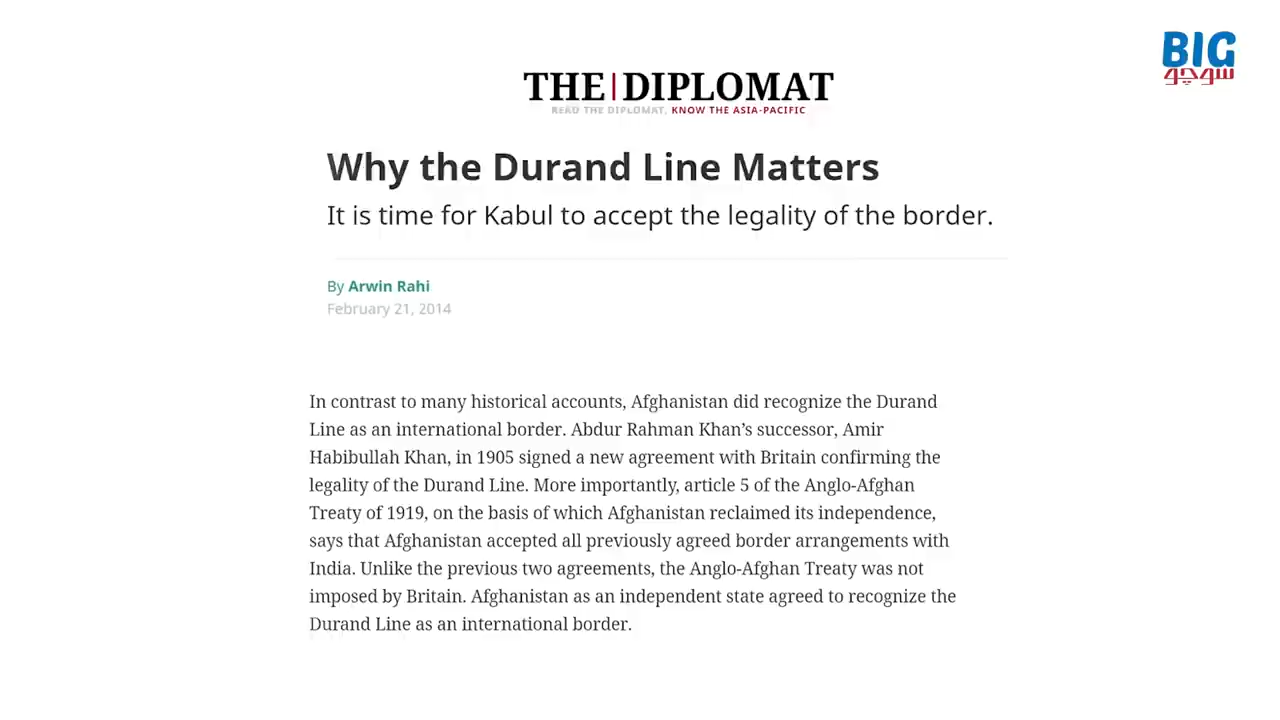 BIG
سوچو
THE|DIPLOMAT
READ THE DIPLOMAT, KNOW THE ASIA-PACIFIC
Why the Durand Line Matters
It is time for Kabul to accept the legality of the border.
By Arwin Rahi
February 21, 2014
In contrast to many historical accounts, Afghanistan did recognize the Durand
Line as an international border. Abdur Rahman Khan’s successor, Amir
Habibullah Khan, in 1905 signed a new agreement with Britain confirming the
legality of the Durand Line. More importantly, article 5 of the Anglo-Afghan
Treaty of 1919, on the basis of which Afghanistan reclaimed its independence,
says that Afghanistan accepted all previously agreed border arrangements with
India. Unlike the previous two agreements, the Anglo-Afghan Treaty was not
imposed by Britain. Afghanistan as an independent state agreed to recognize the
Durand Line as an international border.